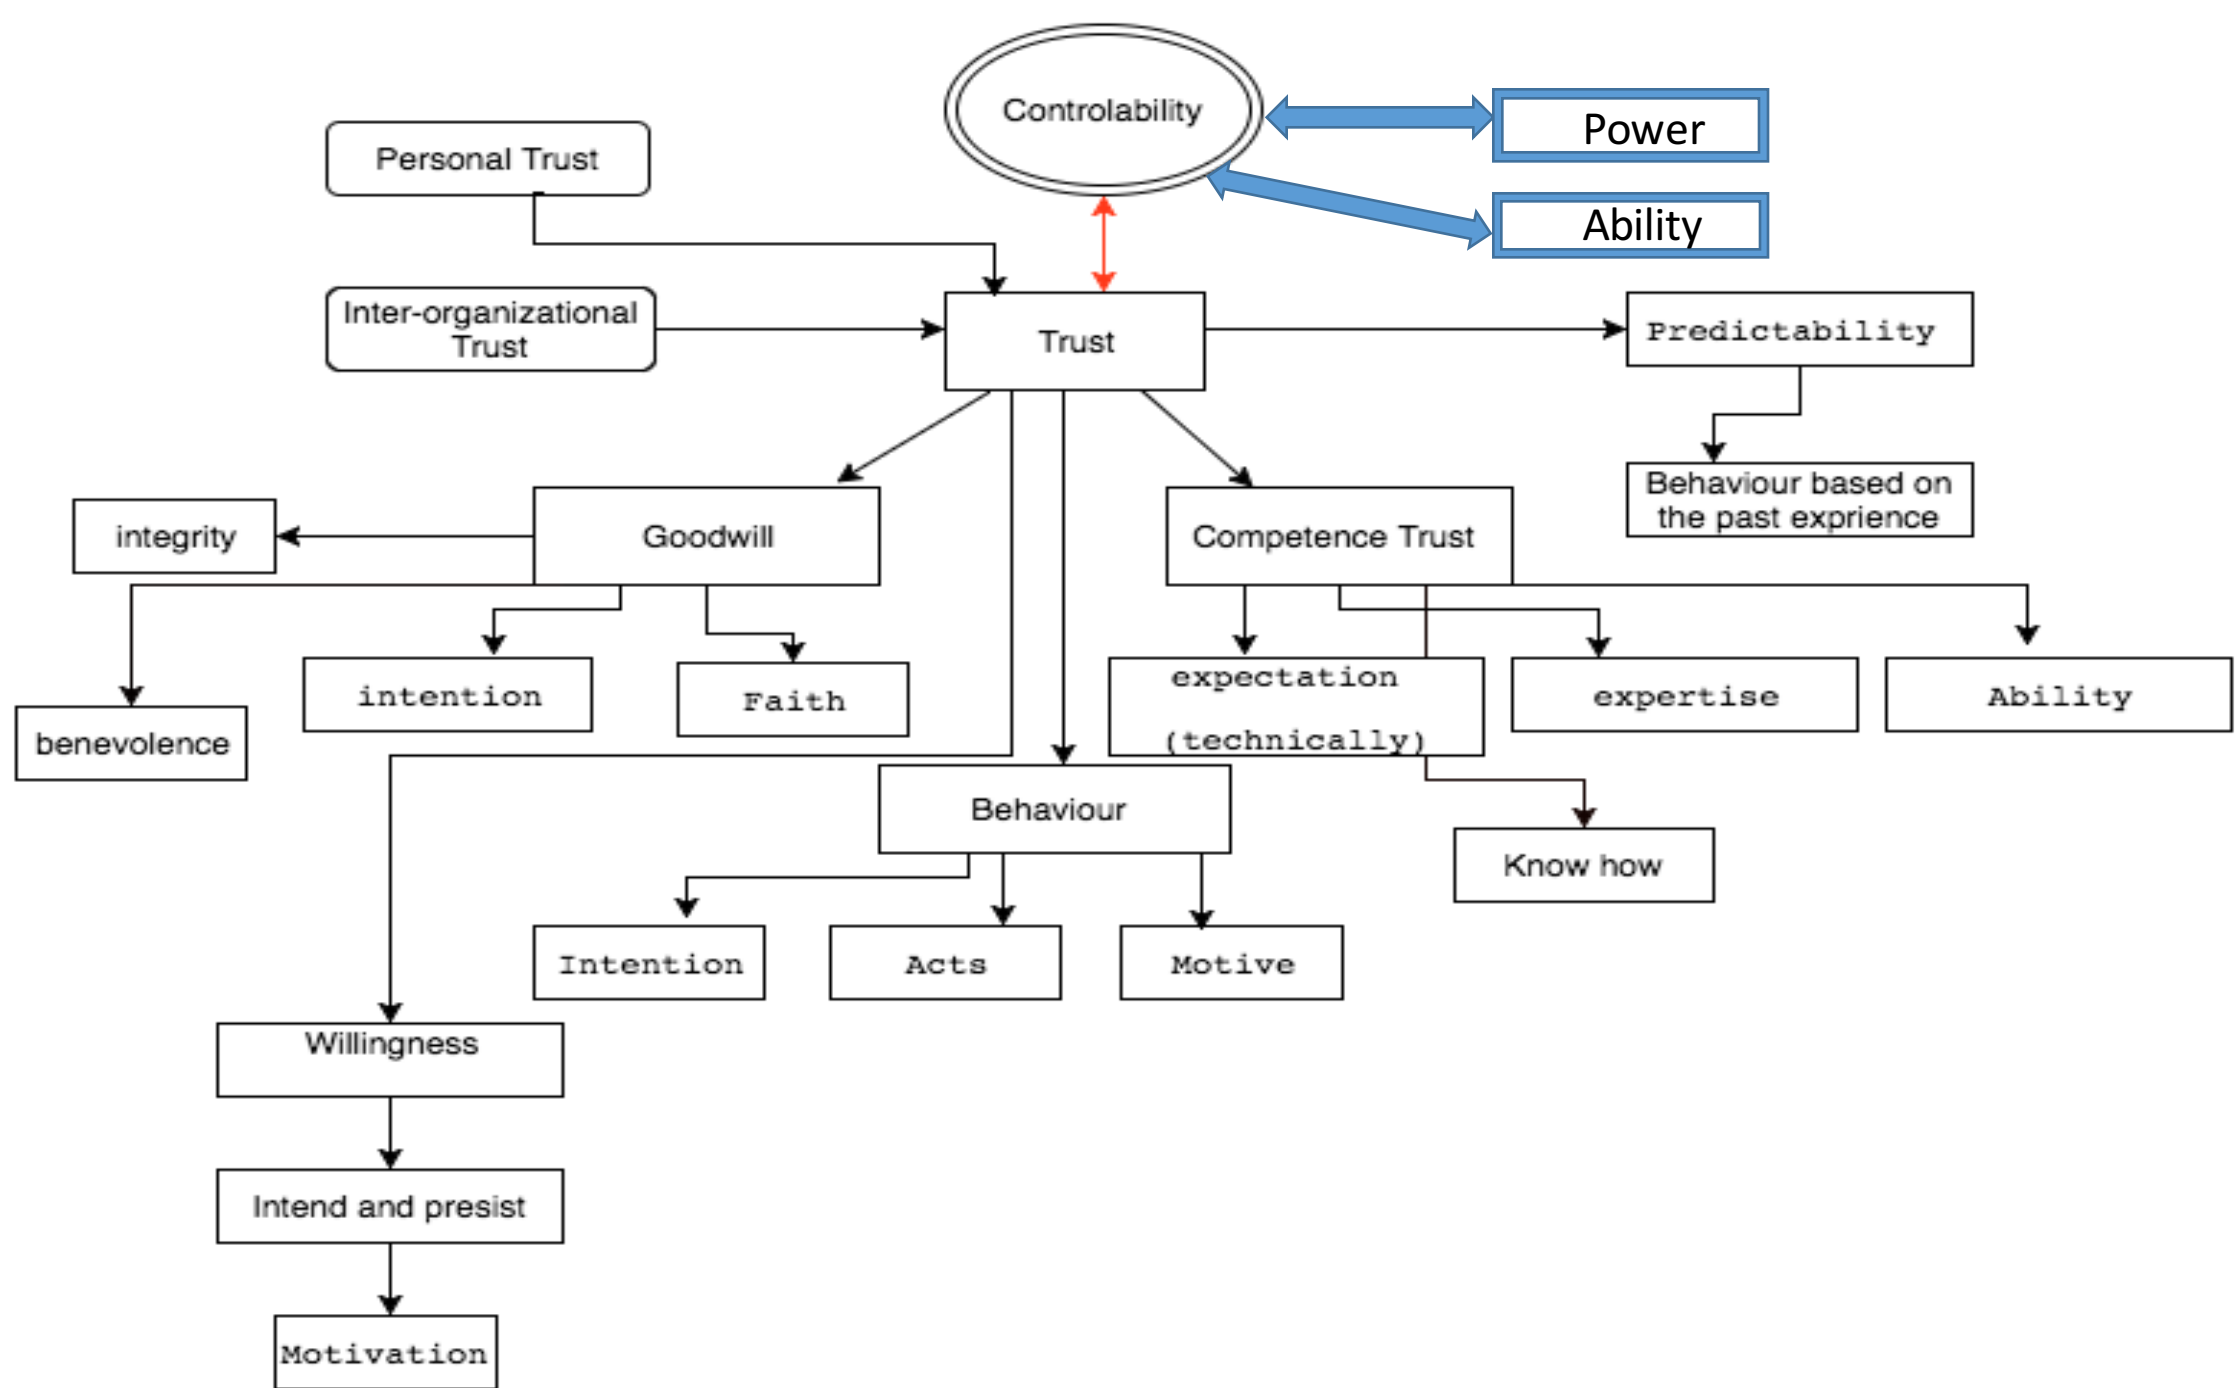 Controlability
Power
Personal Trust
Ability
Inter-organizational
Trust
Trust
Predictability
Behaviour based on
the past exprience
integrity
Goodwill
Competence Trust
benevolence
intention
Faith
expectation
(technically)
expertise
Ability
Behaviour
Know how
Intention
Acts
Motive
Willingness
Intend and presist
Motivation